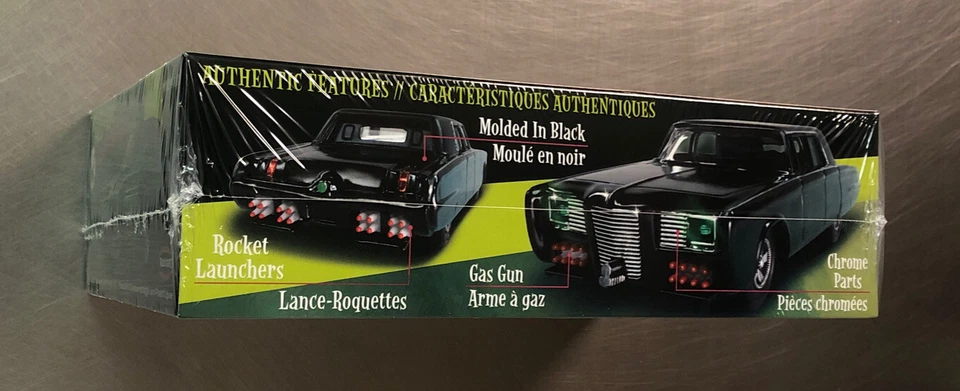 AUTHENTIC FEATURES // CARACTÉRISTIQUES AUTHENTIQUES
Molded In Black
Moulé en noir
Rocket
Launchers
Lance-Roquettes
Gas Gun
Arme à gaz
Chrome
Parts
Pièces chromées